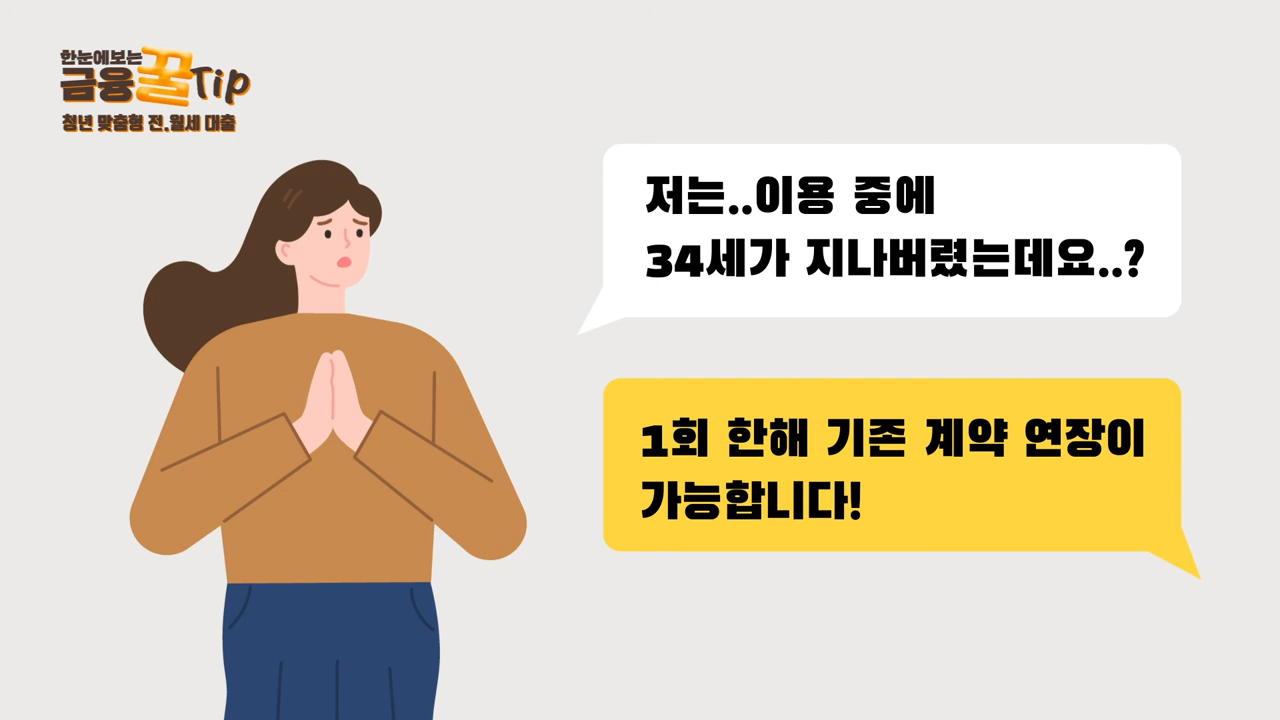 한눈에보는
금융꿀Tip
청년 맞춤형 전.월세 대출
저는..이용 중에
34세가 지나버렸는데요..?
1회 한해 기존 계약 연장이
가능합니다!